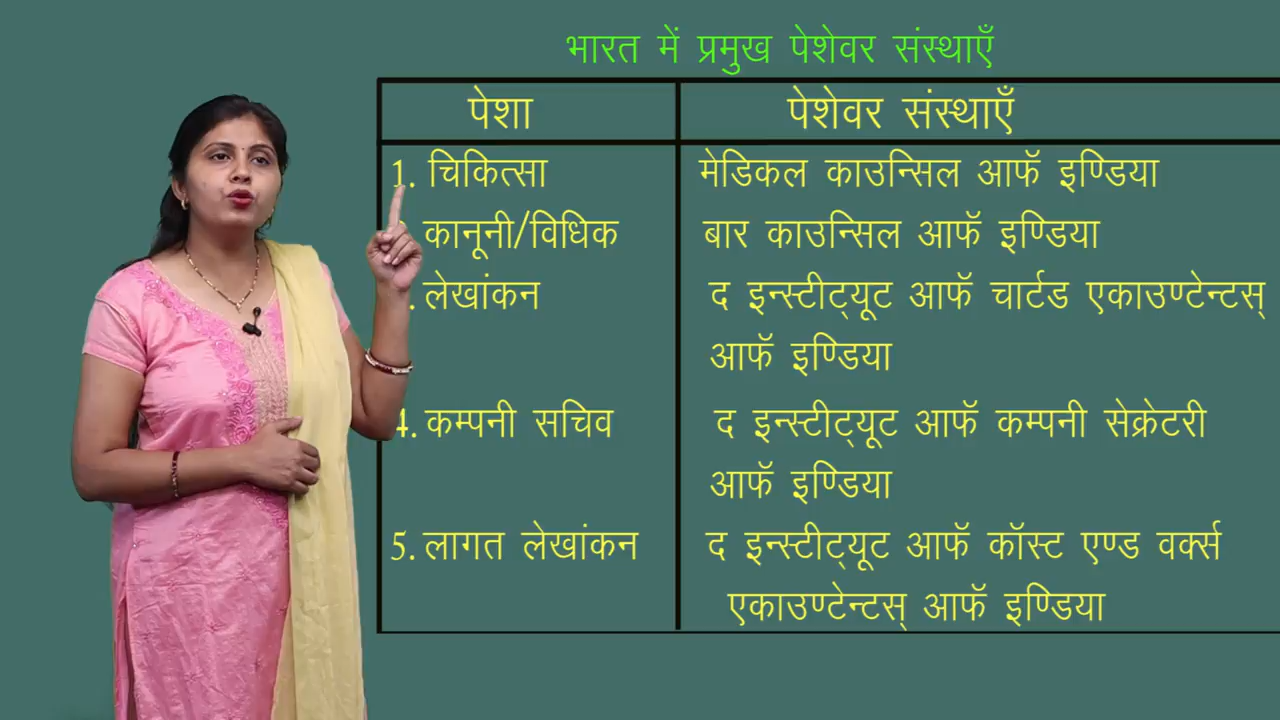 भारत में प्रमुख पेशेवर संस्थाएँ
पेशा पेशेवर संस्थाएँ
1. चिकित्सा मेडिकल काउन्सिल आफॅ इण्डिया
कानूनी/विधिक बार काउन्सिल आफॅ इण्डिया
. लेखांकन द इन्स्टीट्यूट आफॅ चार्टड एकाउण्टेन्टस्
आफॅ इण्डिया
4. कम्पनी सचिव द इन्स्टीट्यूट आफॅ कम्पनी सेक्रेटरी
आफॅ इण्डिया
5. लागत लेखांकन द इन्स्टीट्यूट आफॅ कॉस्ट एण्ड वर्क्स
एकाउण्टेन्टस् आफॅ इण्डिया